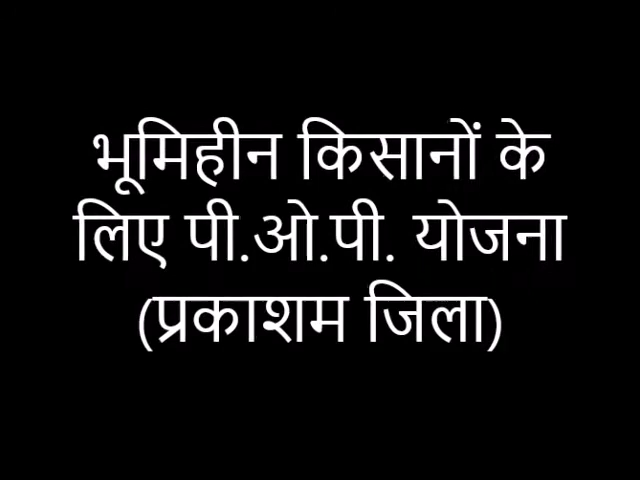 भूमिहीन किसानों के
लिए पी.ओ.पी. योजना
(प्रकाशम जिला)